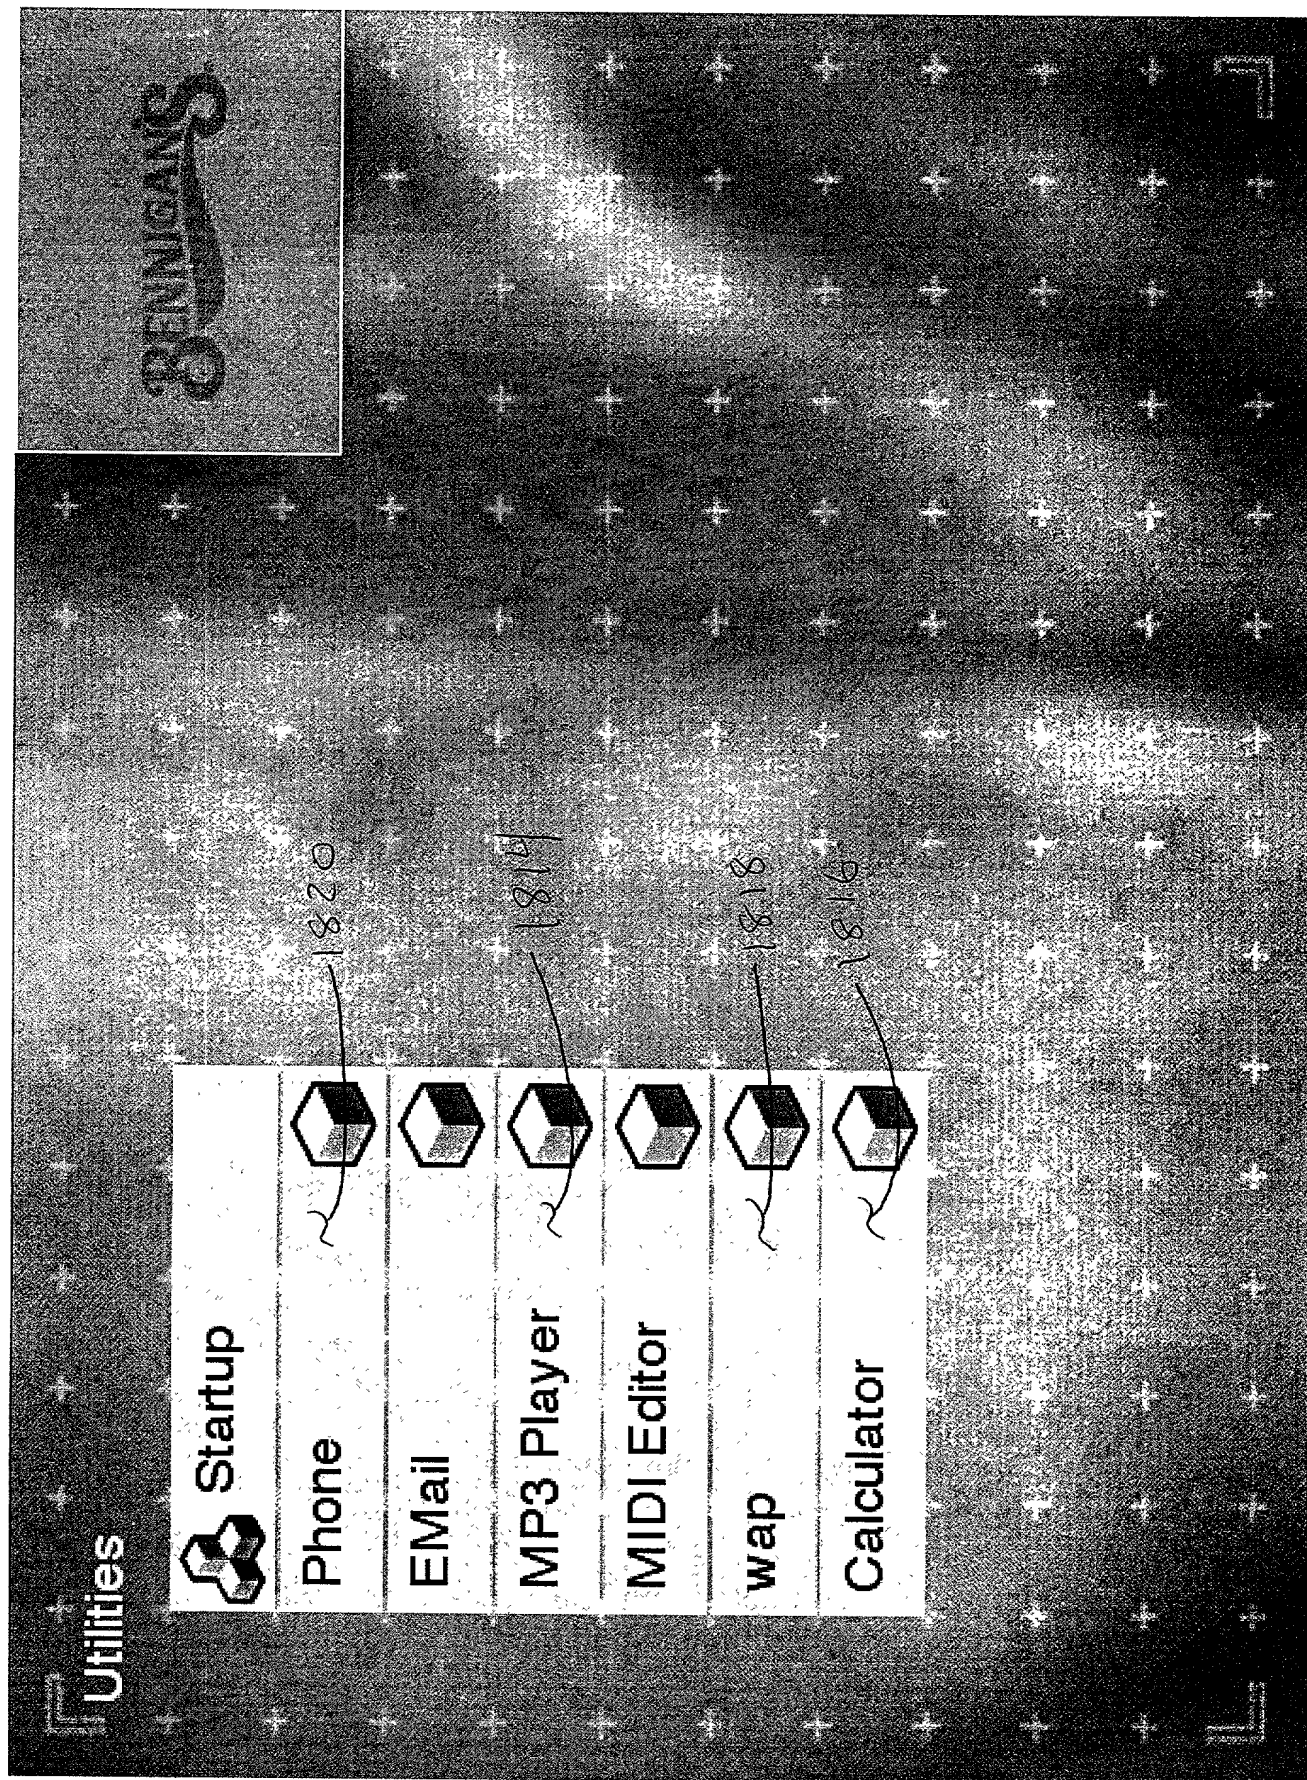 Utilities
BENNIGAN'S
Startup
Phone 1820
EMail
MP3 Player 1814
MIDI Editor
wap 1818
Calculator 1816